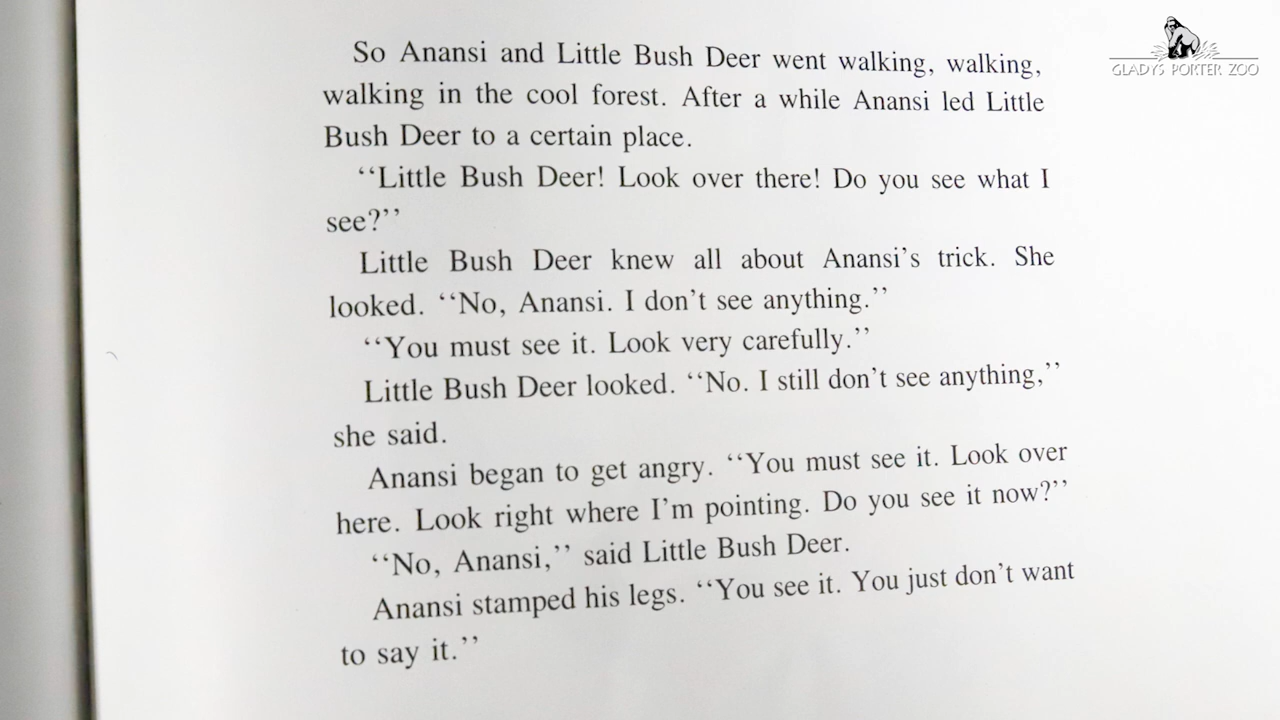 So Anansi and Little Bush Deer went walking, walking,
walking in the cool forest. After a while Anansi led Little
Bush Deer to a certain place.
‘‘Little Bush Deer! Look over there! Do you see what I
see?’’
Little Bush Deer knew all about Anansi’s trick. She
looked. ‘‘No, Anansi. I don’t see anything.’’
‘‘You must see it. Look very carefully.’’
Little Bush Deer looked. ‘‘No. I still don’t see anything,’’
she said.
Anansi began to get angry. ‘‘You must see it. Look over
here. Look right where I’m pointing. Do you see it now?’’
‘‘No, Anansi,’’ said Little Bush Deer.
Anansi stamped his legs. ‘‘You see it. You just don’t want
to say it.’’
GLADYS PORTER ZOO